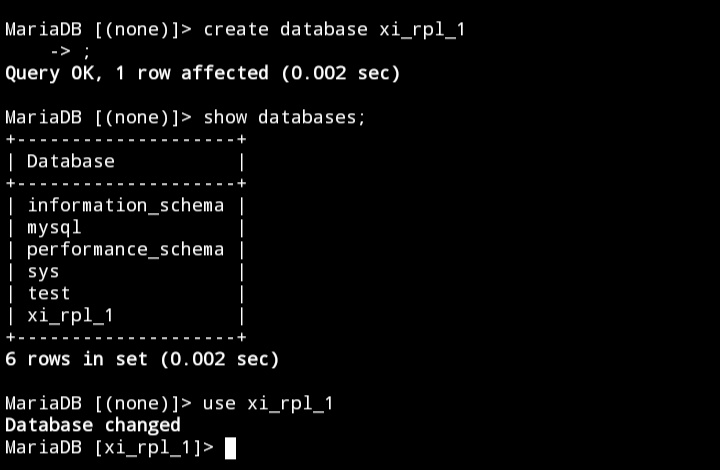 MariaDB [(none)]> create database xi_rpl_1
    -> ;
Query OK, 1 row affected (0.002 sec)

MariaDB [(none)]> show databases;
+--------------------+
| Database           |
+--------------------+
| information_schema |
| mysql              |
| performance_schema |
| sys                |
| test               |
| xi_rpl_1           |
+--------------------+
6 rows in set (0.002 sec)

MariaDB [(none)]> use xi_rpl_1
Database changed
MariaDB [xi_rpl_1]>